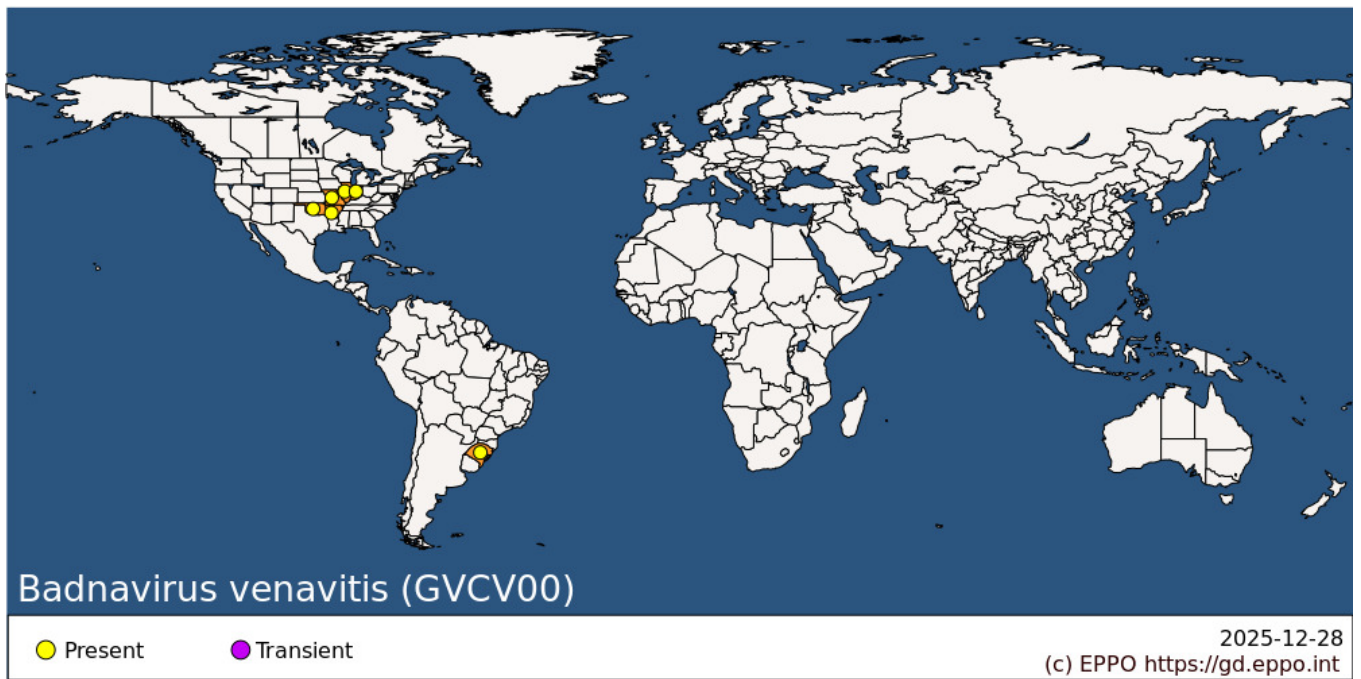 Badnavirus venavitis (GVCV00)
Present
Transient
2025-12-28
(c) EPPO https://gd.eppo.int